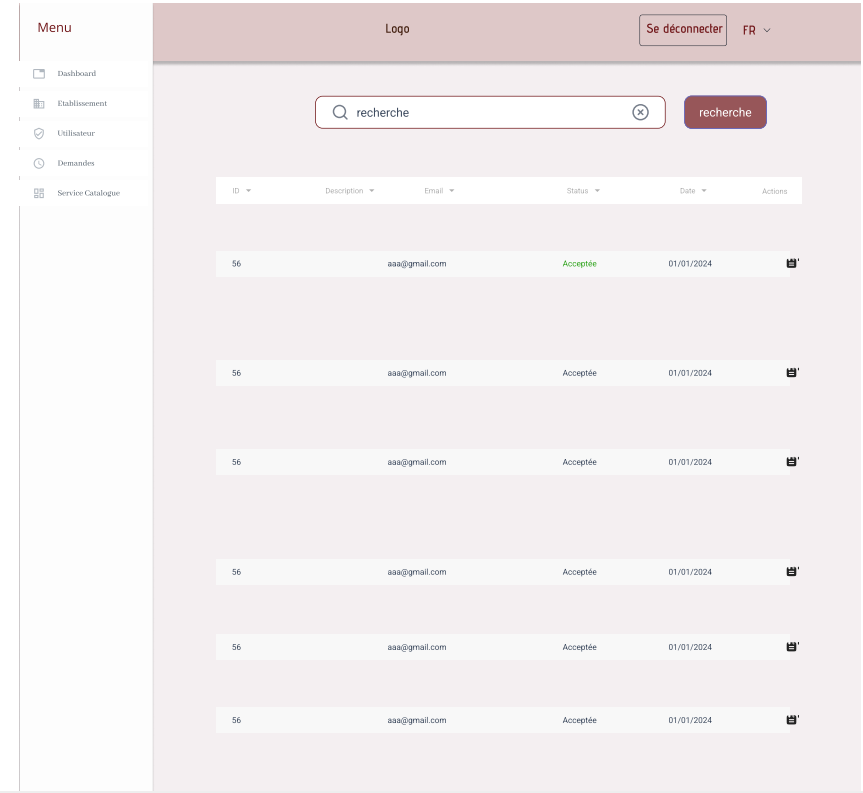 Menu
Logo
Se déconnecter
FR
Dashboard
Etablissement
Utilisateur
Demandes
Service Catalogue
recherche
recherche
ID Description Email Status Date Actions
56 aaa@gmail.com Acceptée 01/01/2024
56 aaa@gmail.com Acceptée 01/01/2024
56 aaa@gmail.com Acceptée 01/01/2024
56 aaa@gmail.com Acceptée 01/01/2024
56 aaa@gmail.com Acceptée 01/01/2024
56 aaa@gmail.com Acceptée 01/01/2024